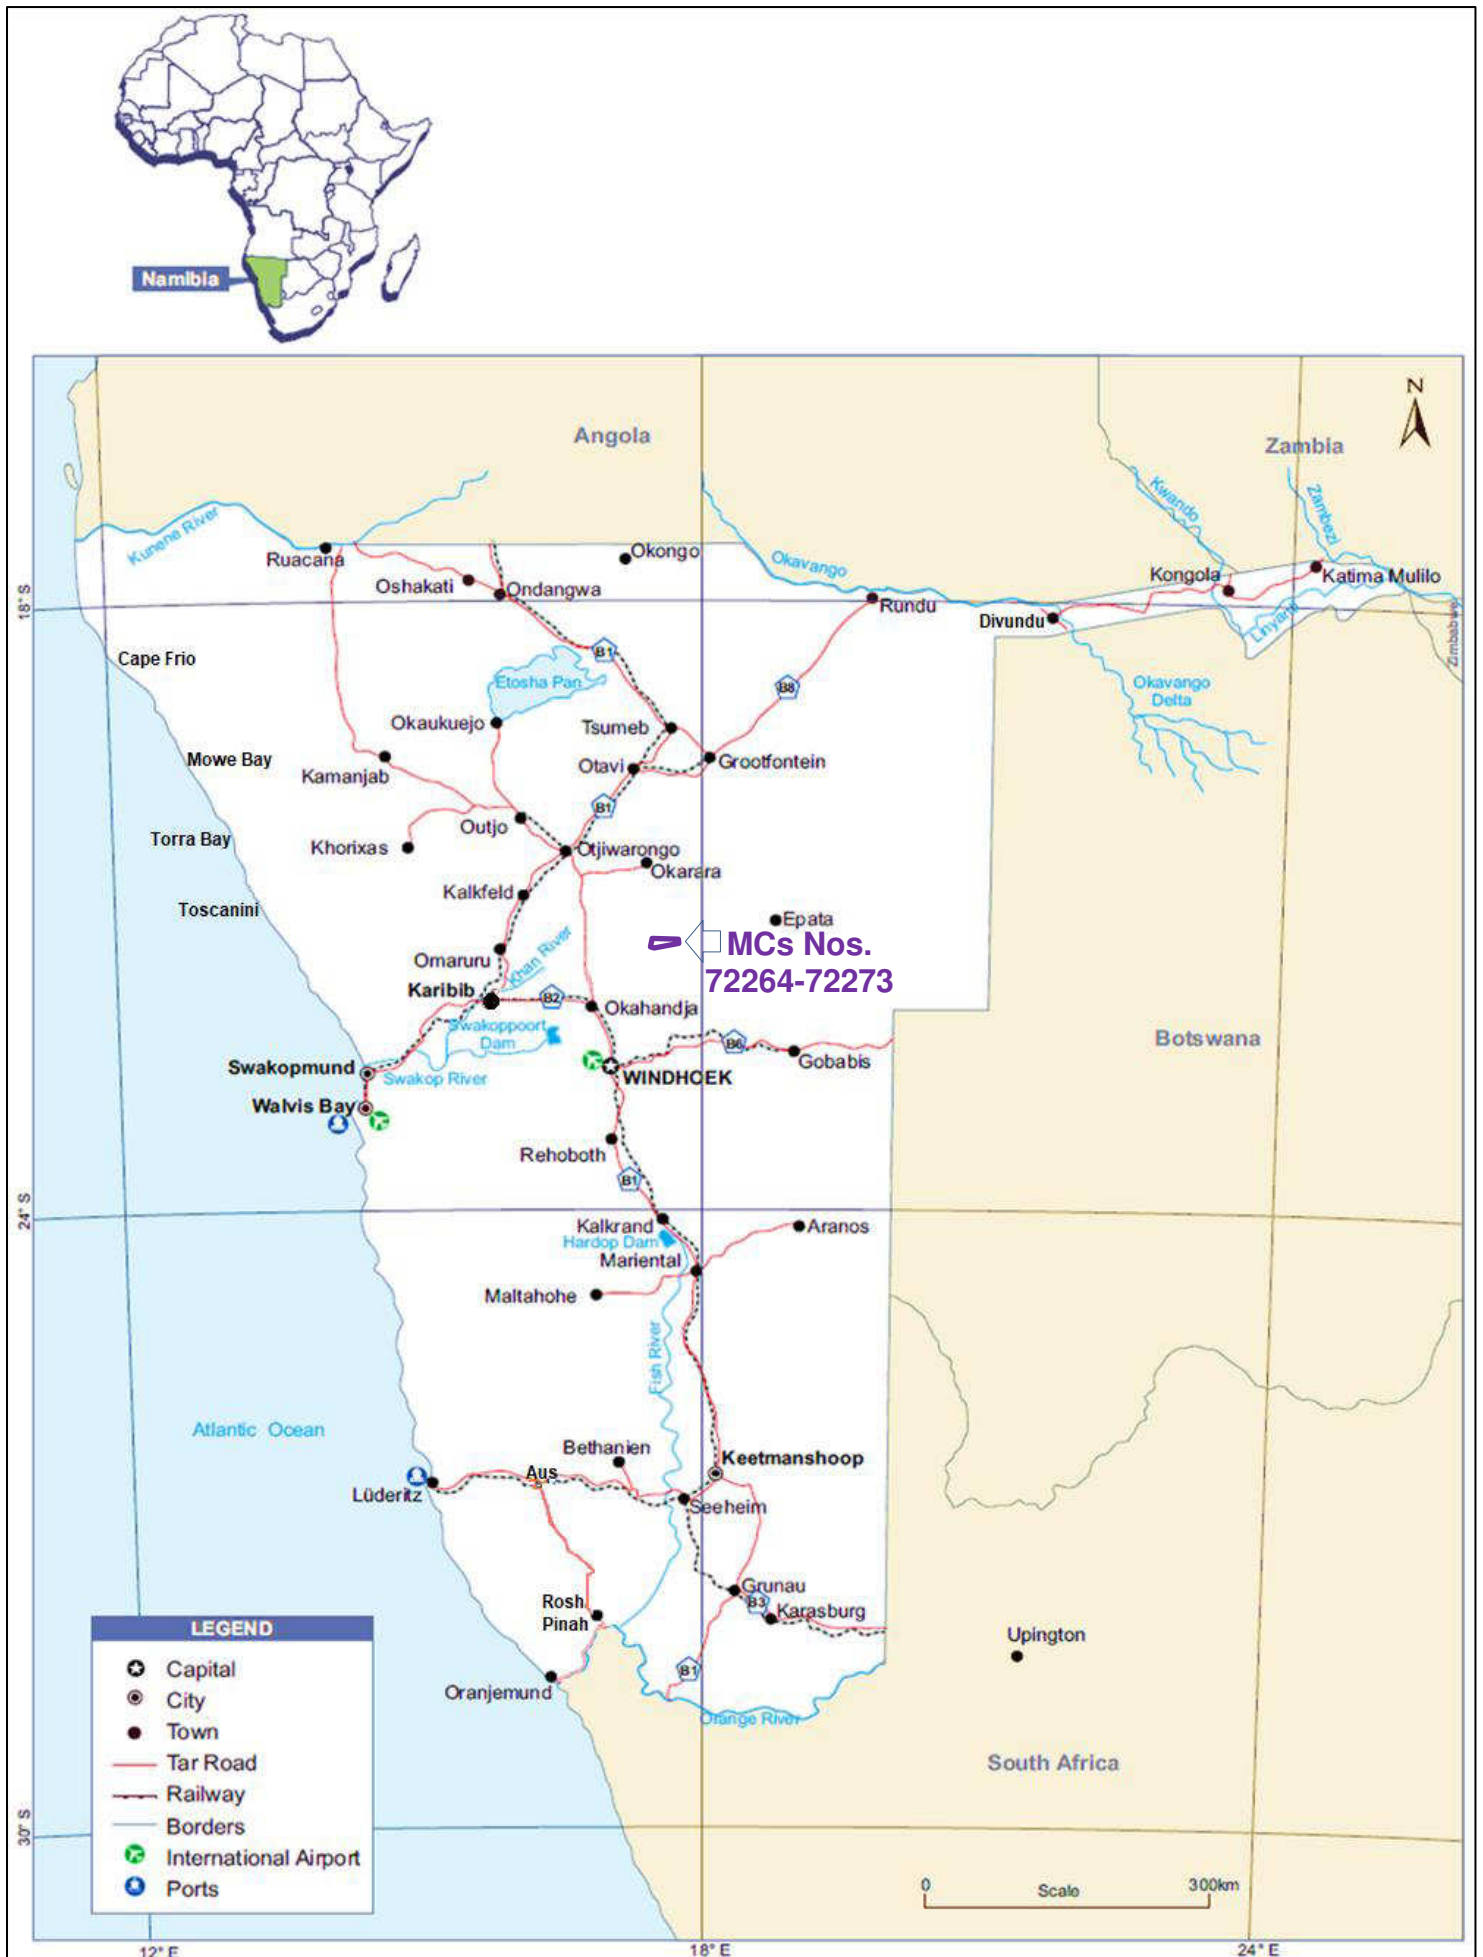 Namibia
N
Angola
Zambia
Kwando
Zambezi
Kunene River
Ruacana
Okongo
Okavango
Oshakati
Ondangwa
Kongola
Katima Mulilo
18° S
Rundu
Divundu
Linyanti
Zimbabwe
Cape Frio
B1
Etosha Pan
B8
Okavango
Delta
Okaukuejo
Tsumeb
Mowe Bay
Otavi
Grootfontein
Kamanjab
B1
Outjo
Torra Bay
Khorixas
Otjiwarongo
Okarara
Kalkfeld
Toscanini
Epata
MCs Nos.
72264-72273
Omaruru
Khan River
Karibib
B2
Okahandja
Swakoppoort
Dam
B6
Botswana
Gobabis
Swakopmund
Swakop River
WINDHOEK
Walvis Bay
Rehoboth
B1
24° S
Kalkrand
Aranos
Hardop Dam
Mariental
Maltahohe
Fish River
Atlantic Ocean
Bethanien
Keetmanshoop
Aus
Lüderitz
Seeheim
Grunau
Rosh
Pinah
B3
Karasburg
LEGEND
Upington
Capital
B1
City
Oranjemund
Orange River
Town
Tar Road
South Africa
Railway
Borders
30° S
International Airport
Ports
0
300km
Scale
12° E
18° E
24° E